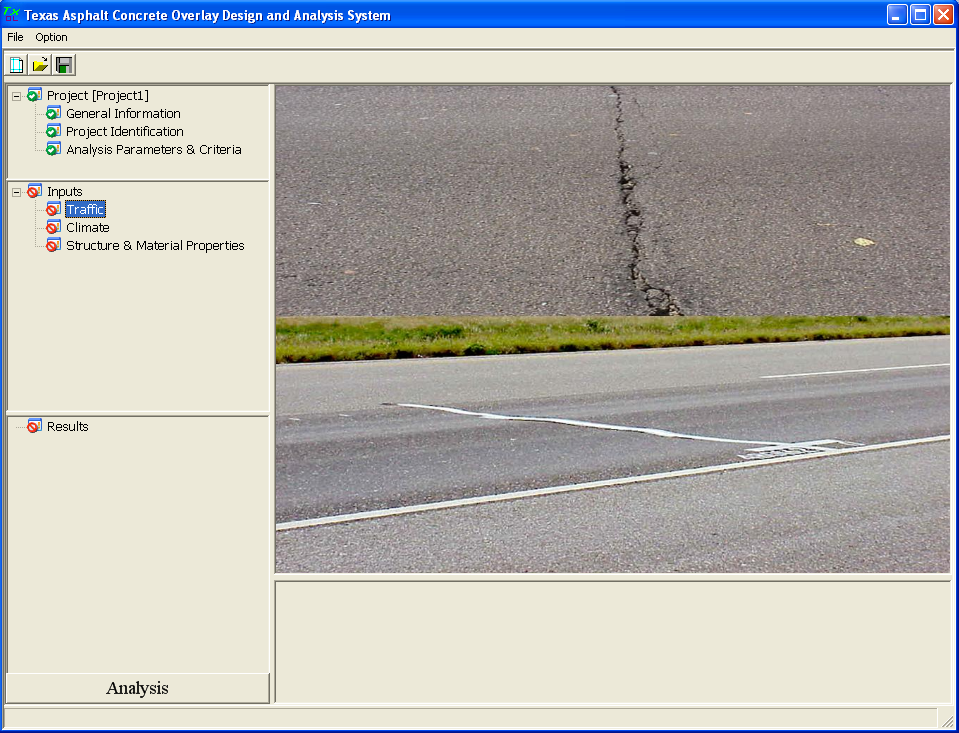 Texas Asphalt Concrete Overlay Design and Analysis System
File Option
Project [Project1]
General Information
Project Identification
Analysis Parameters & Criteria
Inputs
Traffic
Climate
Structure & Material Properties
Results
Analysis